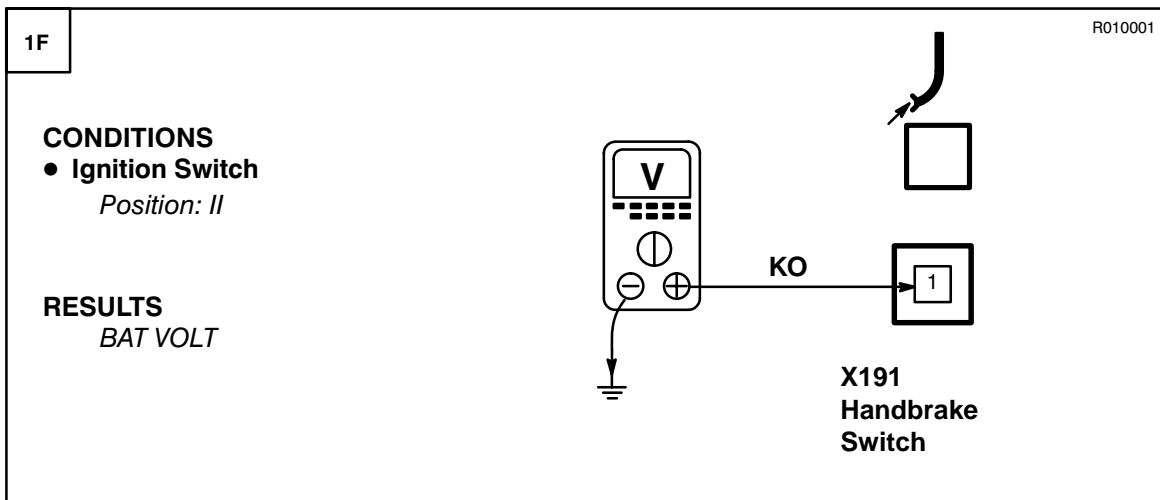 1F
R010001
CONDITIONS
● Ignition Switch
Position: II
RESULTS
BAT VOLT
V
KO
1
X191
Handbrake
Switch